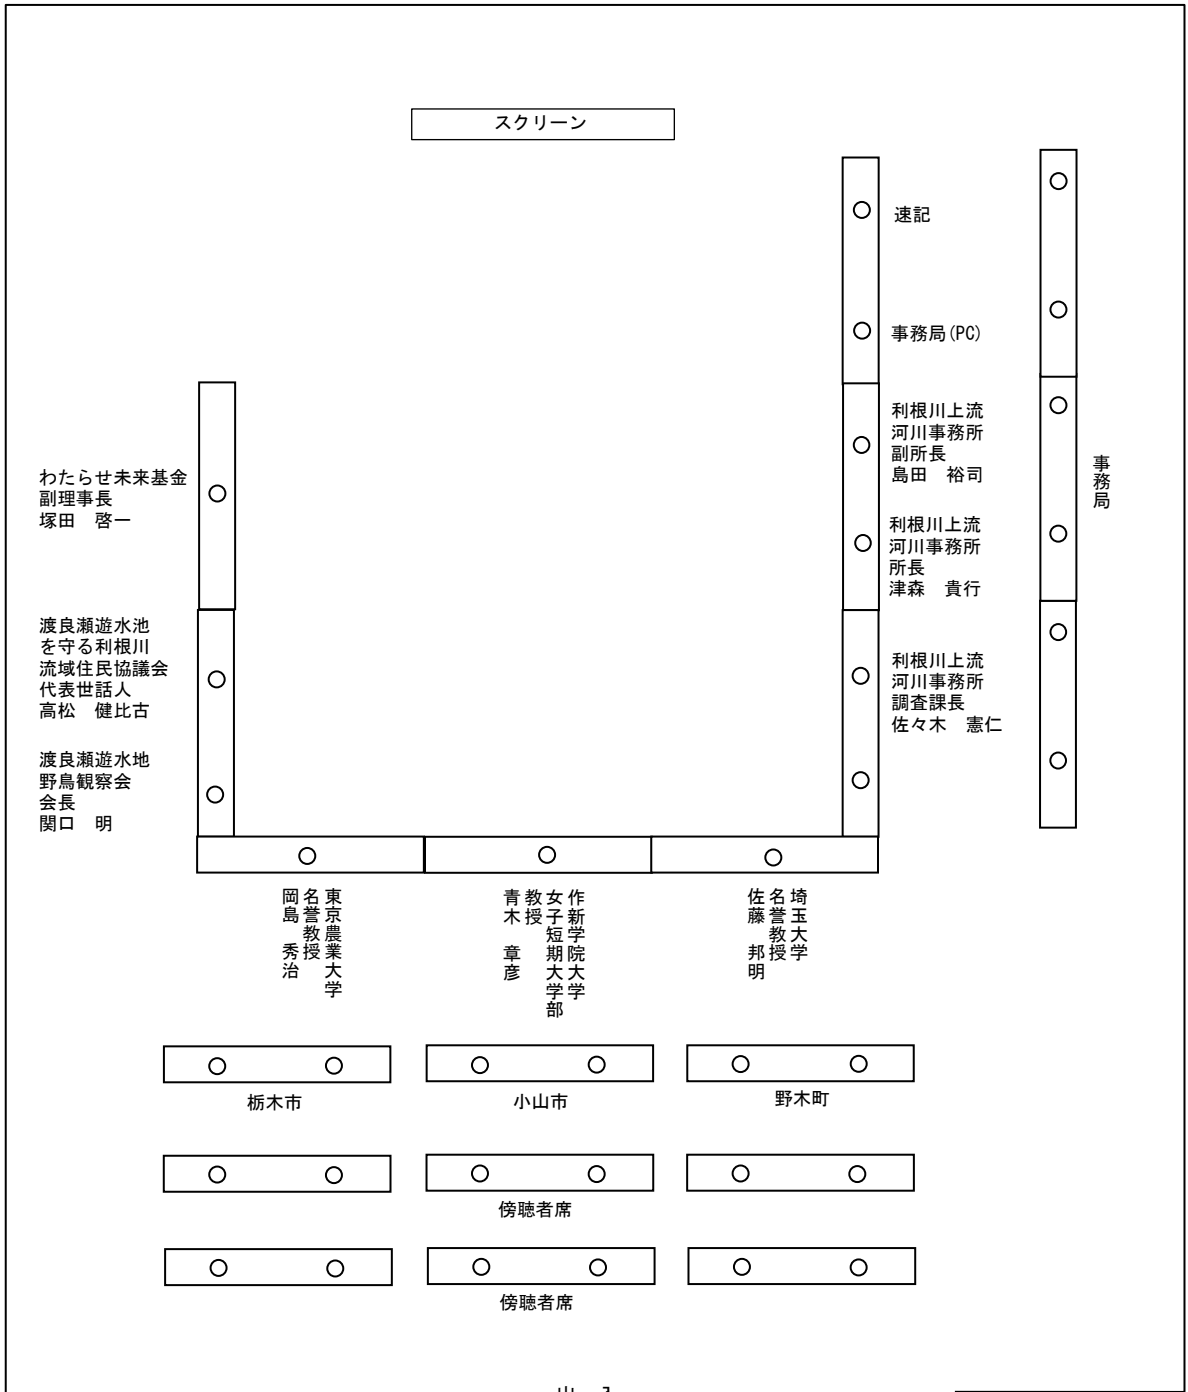 スクリーン
速記
事務局(PC)
利根川上流
河川事務所
副所長
島田　裕司
利根川上流
河川事務所
所長
津森　貴行
利根川上流
河川事務所
調査課長
佐々木　憲仁
事務局
わたらせ未来基金
副理事長
塚田　啓一
渡良瀬遊水池
を守る利根川
流域住民協議会
代表世話人
高松　健比古
渡良瀬遊水地
野鳥観察会
会長
関口　明
東京農業大学
名誉教授
岡島　秀治
作新学院大学
女子短期大学部
教授
青木　章彦
埼玉大学
名誉教授
佐藤　邦明
栃木市
小山市
野木町
傍聴者席
傍聴者席